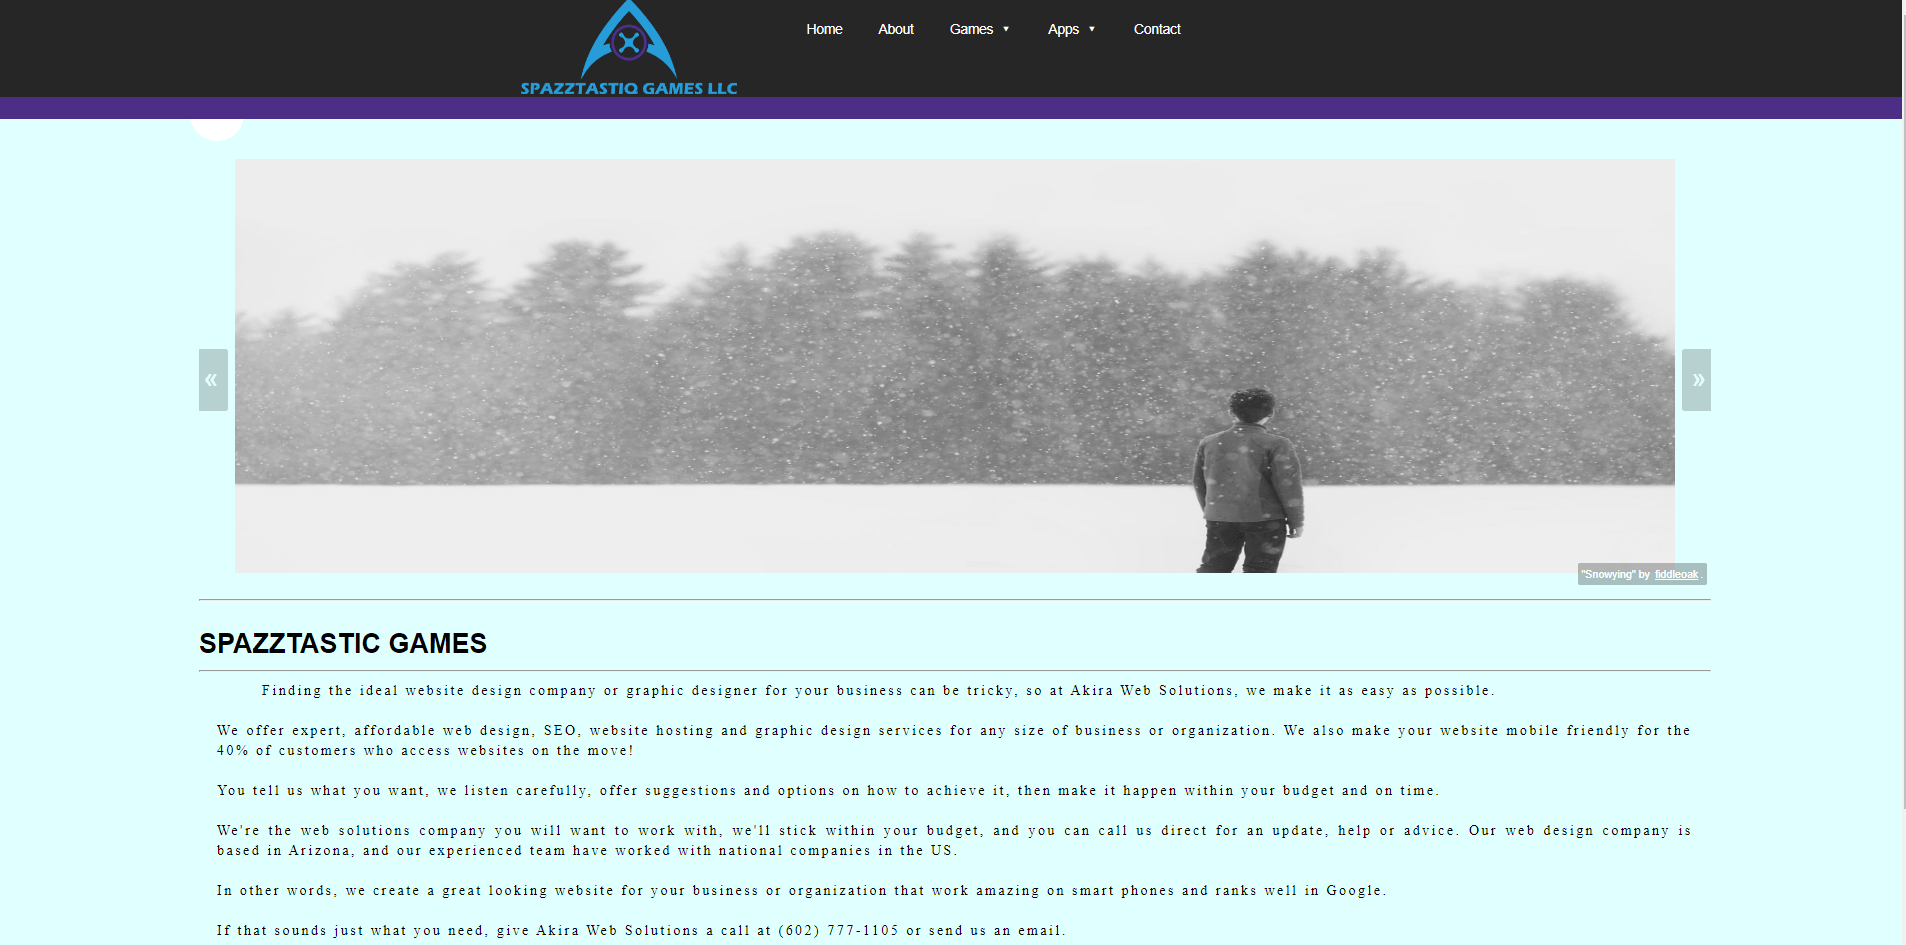 SPAZZTASTIQ GAMES LLC
Home About Games ▼ Apps ▼ Contact
«
»
"Snowying" by fiddleoak.
SPAZZTASTIC GAMES
Finding the ideal website design company or graphic designer for your business can be tricky, so at Akira Web Solutions, we make it as easy as possible.
We offer expert, affordable web design, SEO, website hosting and graphic design services for any size of business or organization. We also make your website mobile friendly for the
40% of customers who access websites on the move!
You tell us what you want, we listen carefully, offer suggestions and options on how to achieve it, then make it happen within your budget and on time.
We're the web solutions company you will want to work with, we'll stick within your budget, and you can call us direct for an update, help or advice. Our web design company is
based in Arizona, and our experienced team have worked with national companies in the US.
In other words, we create a great looking website for your business or organization that work amazing on smart phones and ranks well in Google.
If that sounds just what you need, give Akira Web Solutions a call at (602) 777-1105 or send us an email.